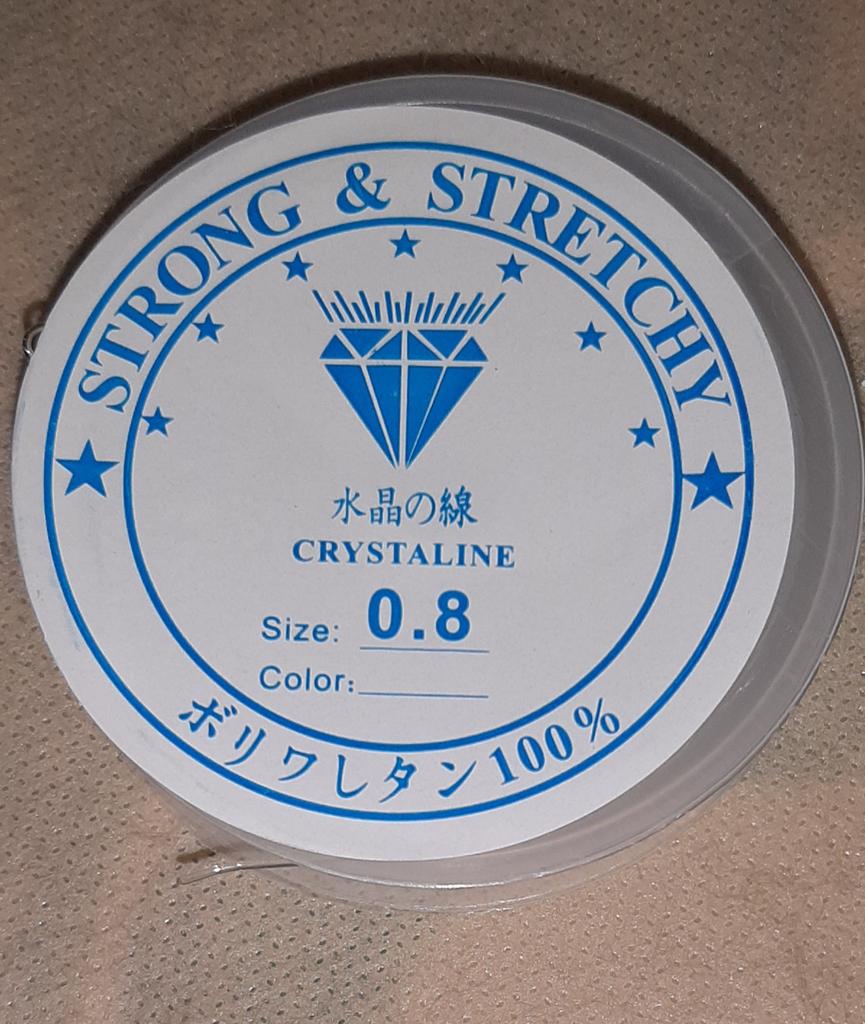 STRONG & STRETCHY
水晶の線
CRYSTALINE
Size: 0.8
Color:
ボリワしタン100%